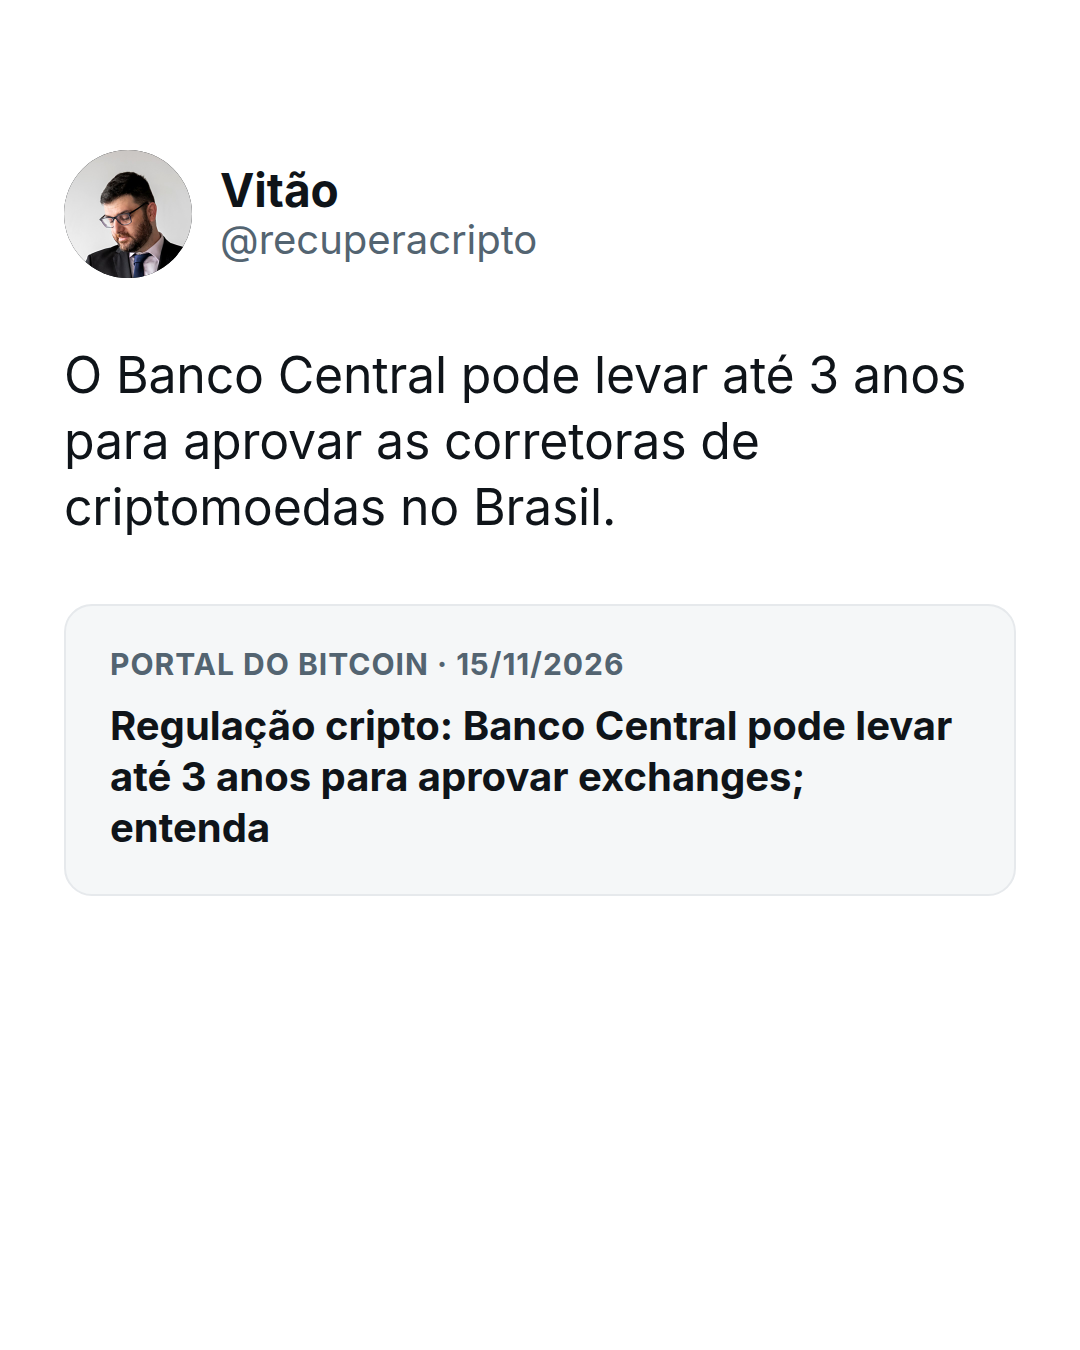 Vitão
@recuperacripto
O Banco Central pode levar até 3 anos
para aprovar as corretoras de
criptomoedas no Brasil.
PORTAL DO BITCOIN · 15/11/2026
Regulação cripto: Banco Central pode levar
até 3 anos para aprovar exchanges;
entenda